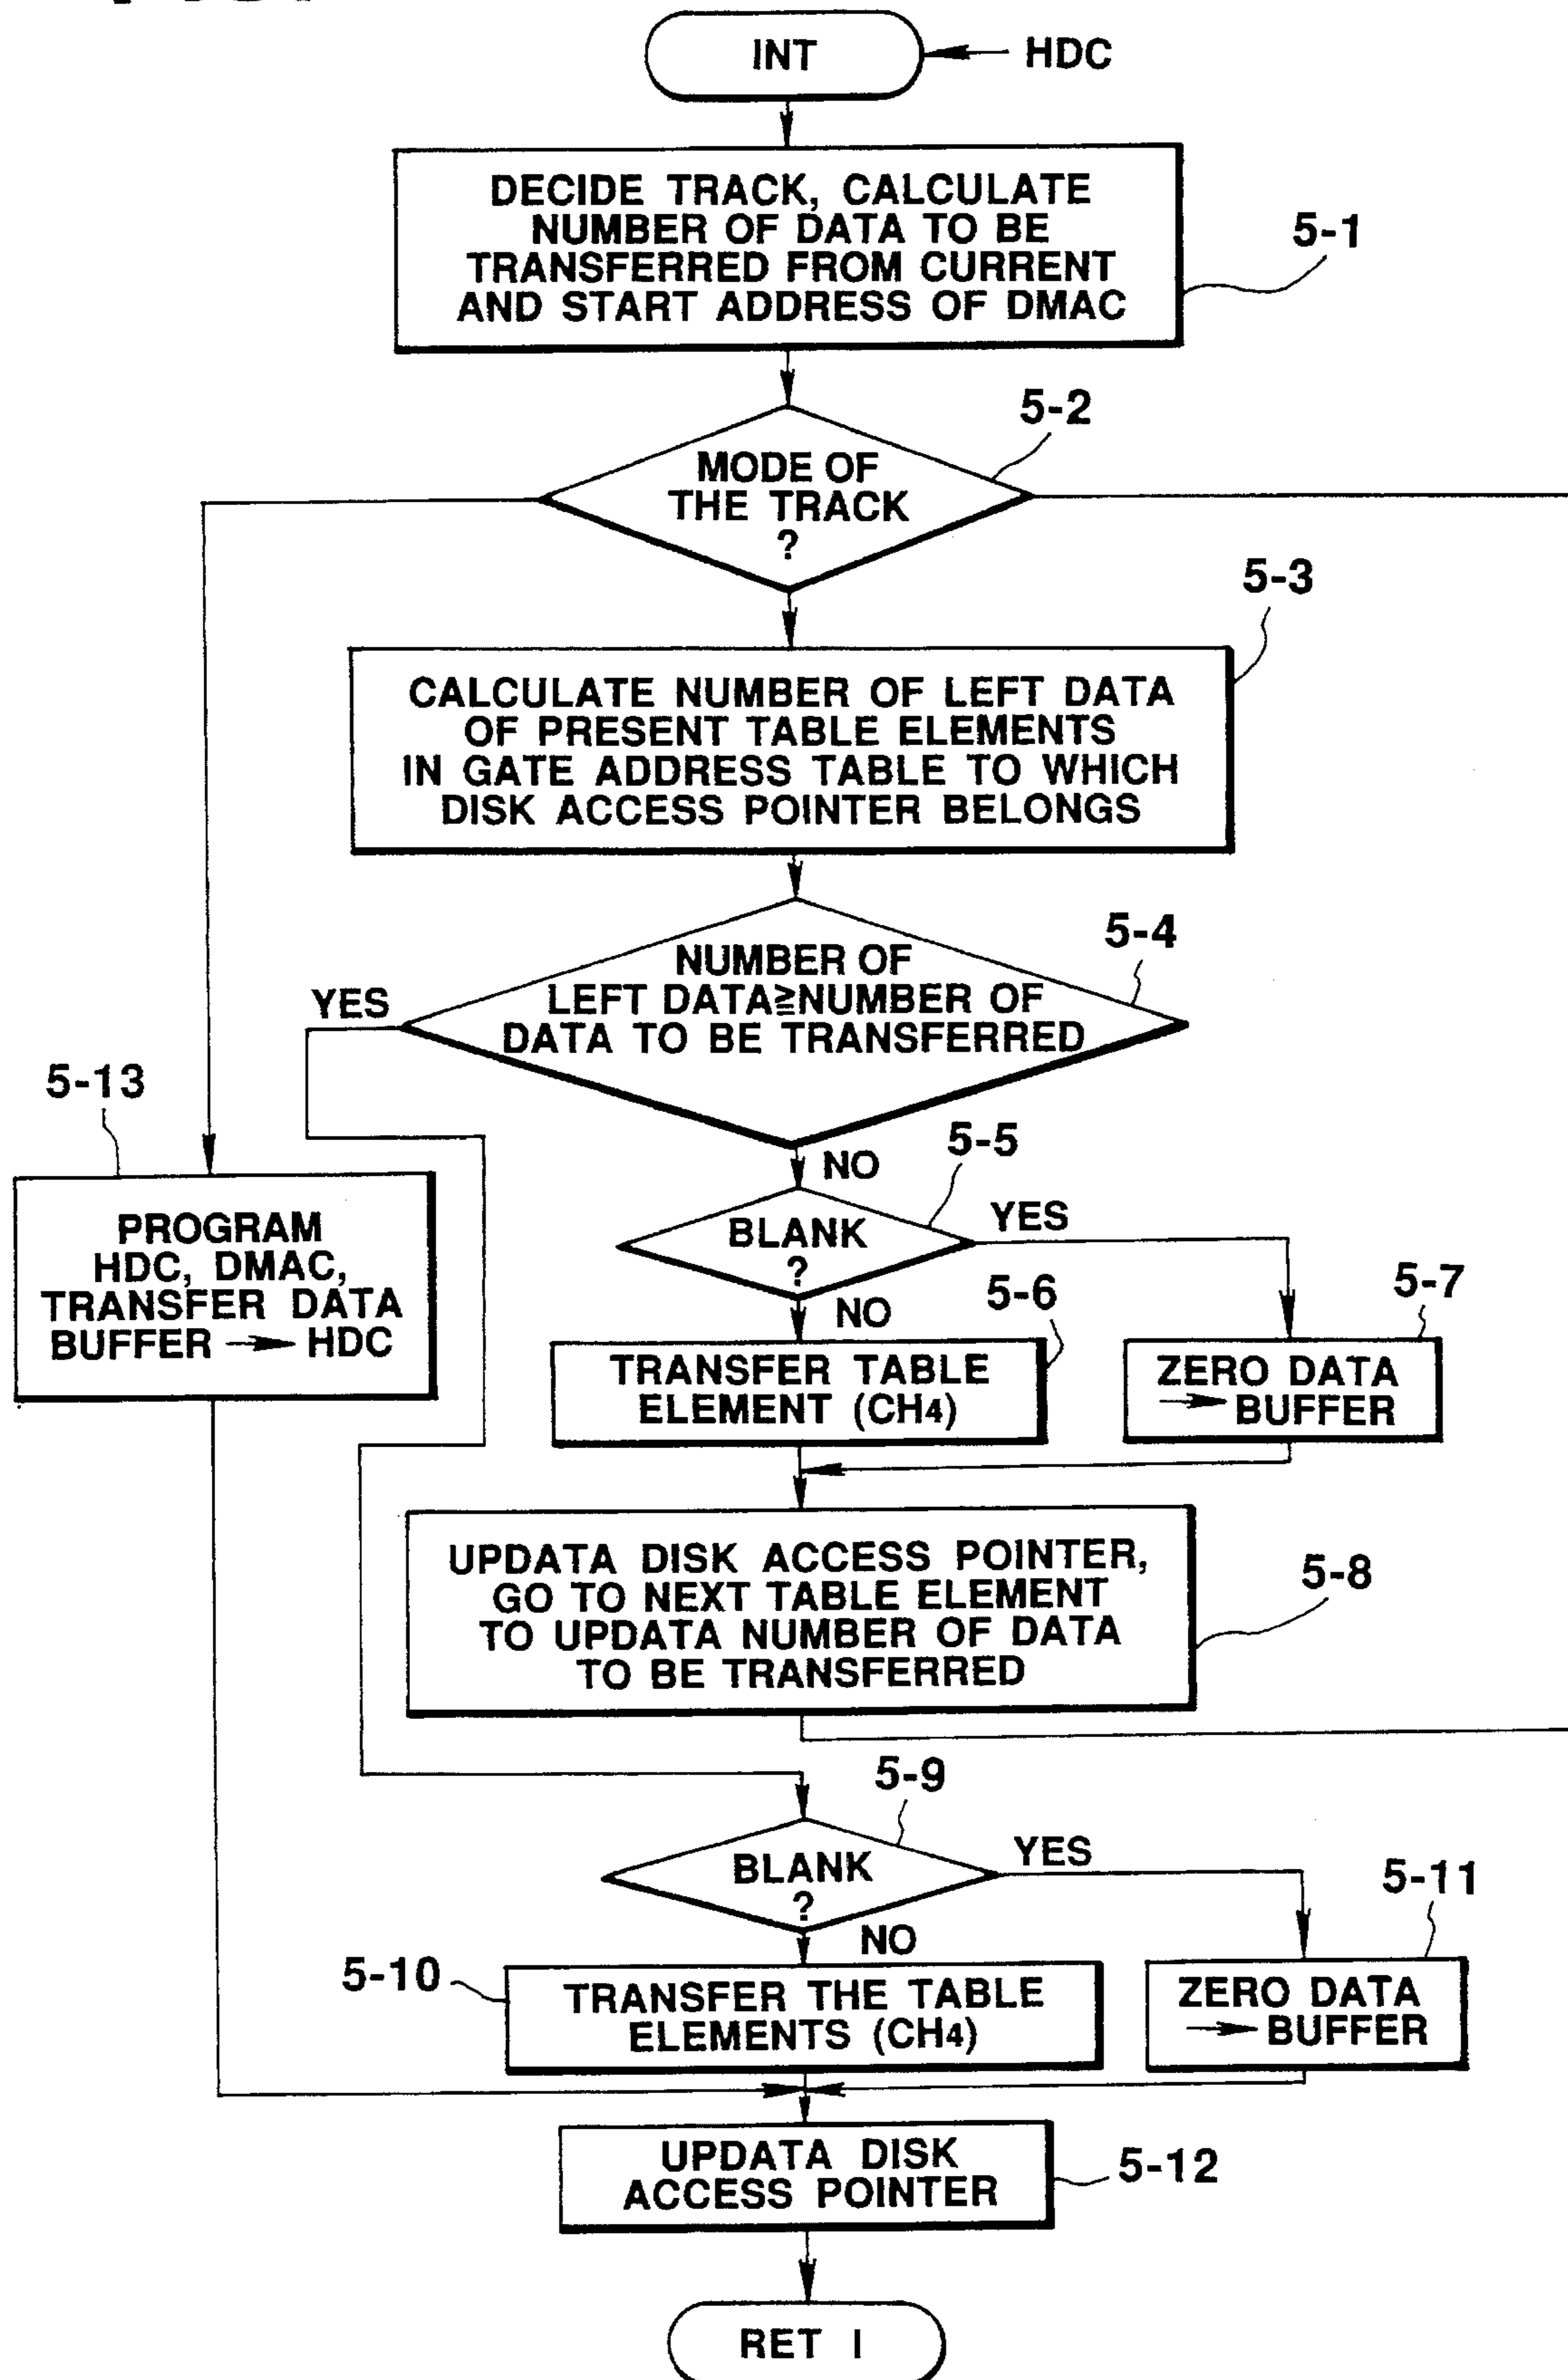 INT
HDC
DECIDE TRACK, CALCULATE
NUMBER OF DATA TO BE
TRANSFERRED FROM CURRENT
AND START ADDRESS OF DMAC
5-1
5-2
MODE OF
THE TRACK
?
5-3
CALCULATE NUMBER OF LEFT DATA
OF PRESENT TABLE ELEMENTS
IN GATE ADDRESS TABLE TO WHICH
DISK ACCESS POINTER BELONGS
5-4
NUMBER OF
LEFT DATA≧NUMBER OF
DATA TO BE TRANSFERRED
YES
5-13
PROGRAM
HDC, DMAC,
TRANSFER DATA
BUFFER → HDC
NO
5-5
BLANK
?
YES
NO
5-6
TRANSFER TABLE
ELEMENT (CH4)
5-7
ZERO DATA
→ BUFFER
UPDATA DISK ACCESS POINTER,
GO TO NEXT TABLE ELEMENT
TO UPDATA NUMBER OF DATA
TO BE TRANSFERRED
5-8
5-9
BLANK
?
YES
NO
5-10
TRANSFER THE TABLE
ELEMENTS (CH4)
5-11
ZERO DATA
→ BUFFER
UPDATA DISK
ACCESS POINTER
5-12
RET I